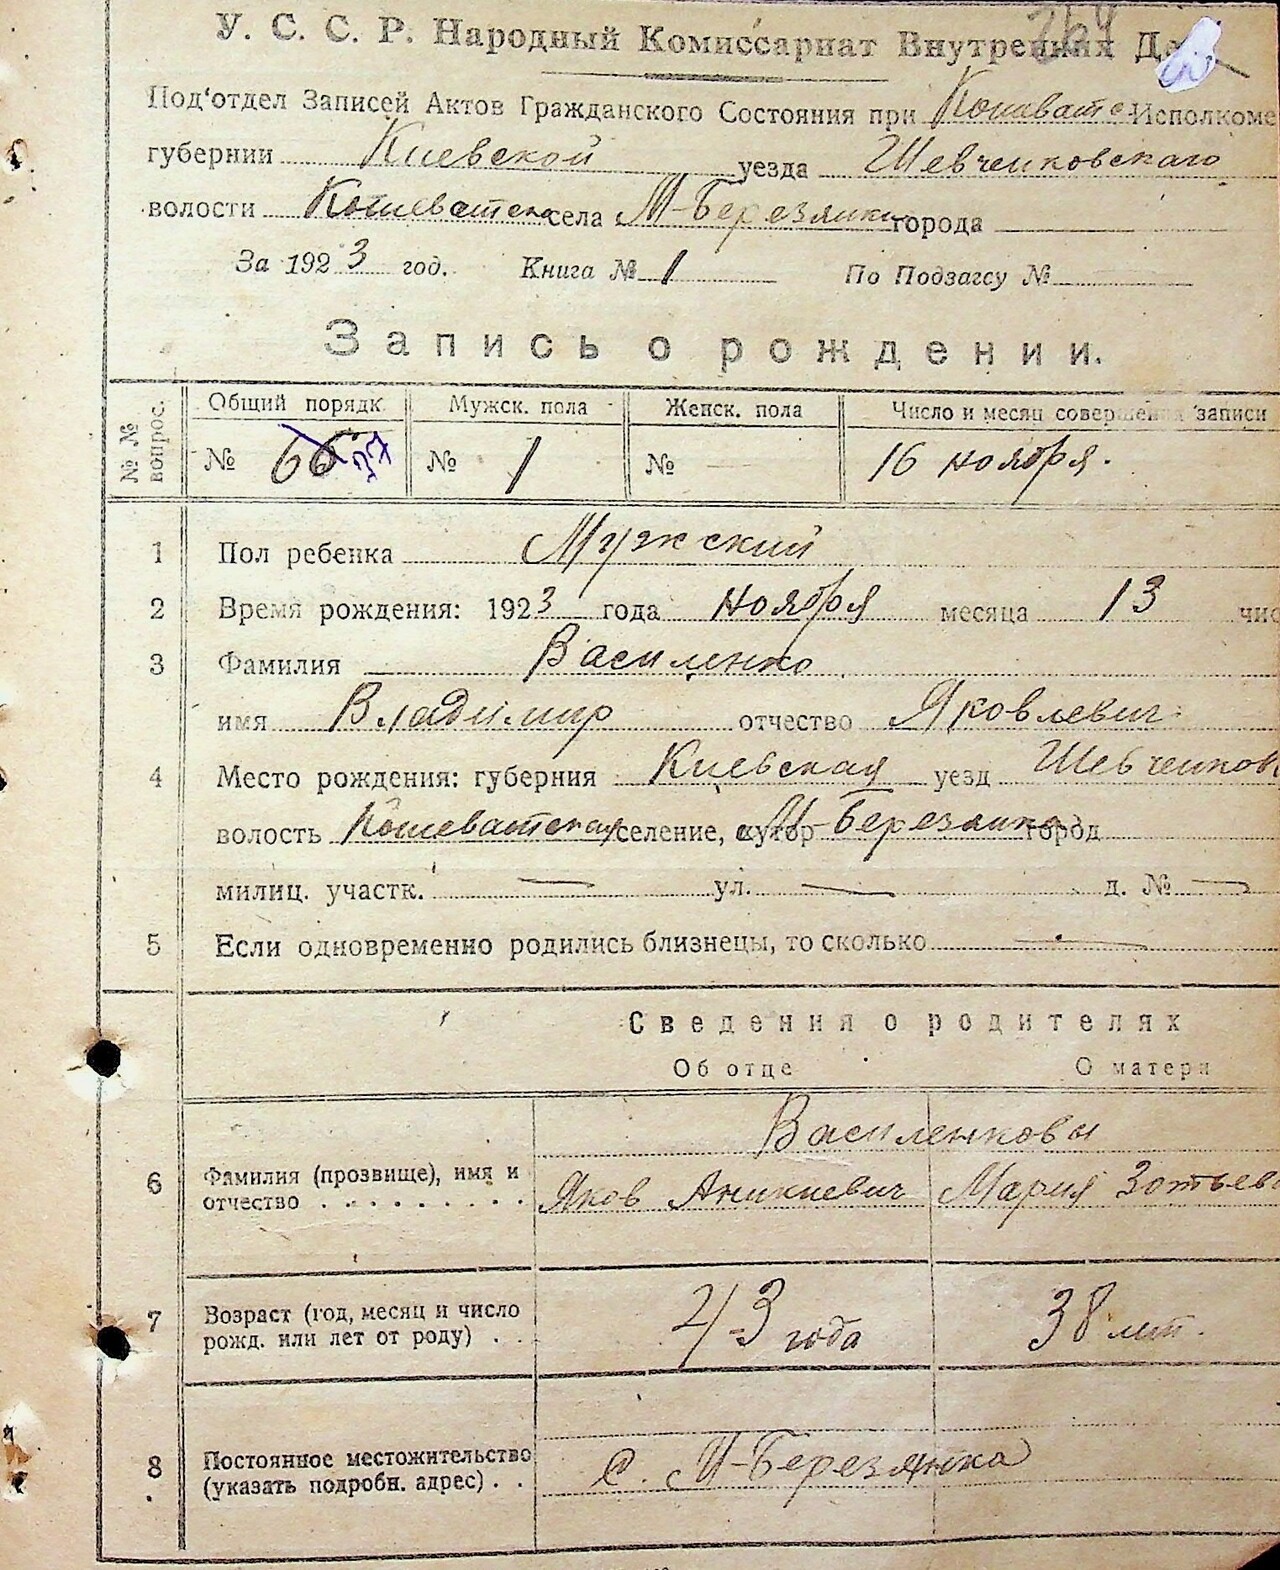 У. С. С. Р. Народный Комиссариат Внутренних Де
Под'отдел Записей Актов Гражданского Состояния при Исполкоме
губернии Киевской уезда Шевченковскаго
волости села М-Березянки города
За 1923 год. Книга № 1 По Подзагсу №
Запись о рождении.
№ № вопрос.
Общий порядк Мужск. пола Женск. пола Число и месяц совершения записи
№ 66 37 № 1 № — 16 ноября.
1 Пол ребенка Мужский
2 Время рождения: 1923 года ноября месяца 13 чис
3 Фамилия Василенко
имя Владимир отчество Яковлевич
4 Место рождения: губерния Киевская уезд Шевченков
волость Кошеватская селение, хутор М-Березянка город
милиц. участк. — ул. — д. № —
5 Если одновременно родились близнецы, то сколько —
Сведения о родителях
Об отце О матери
Василенковы
6 Фамилия (прозвище), имя и
отчество . . . . . . . . . Яков Аникиевич Мария Зотьев
7 Возраст (год, месяц и число
рожд. или лет от роду) . . 43 года 38 лет.
8 Постоянное местожительство
(указать подробн. адрес) . . с. М-Березянка